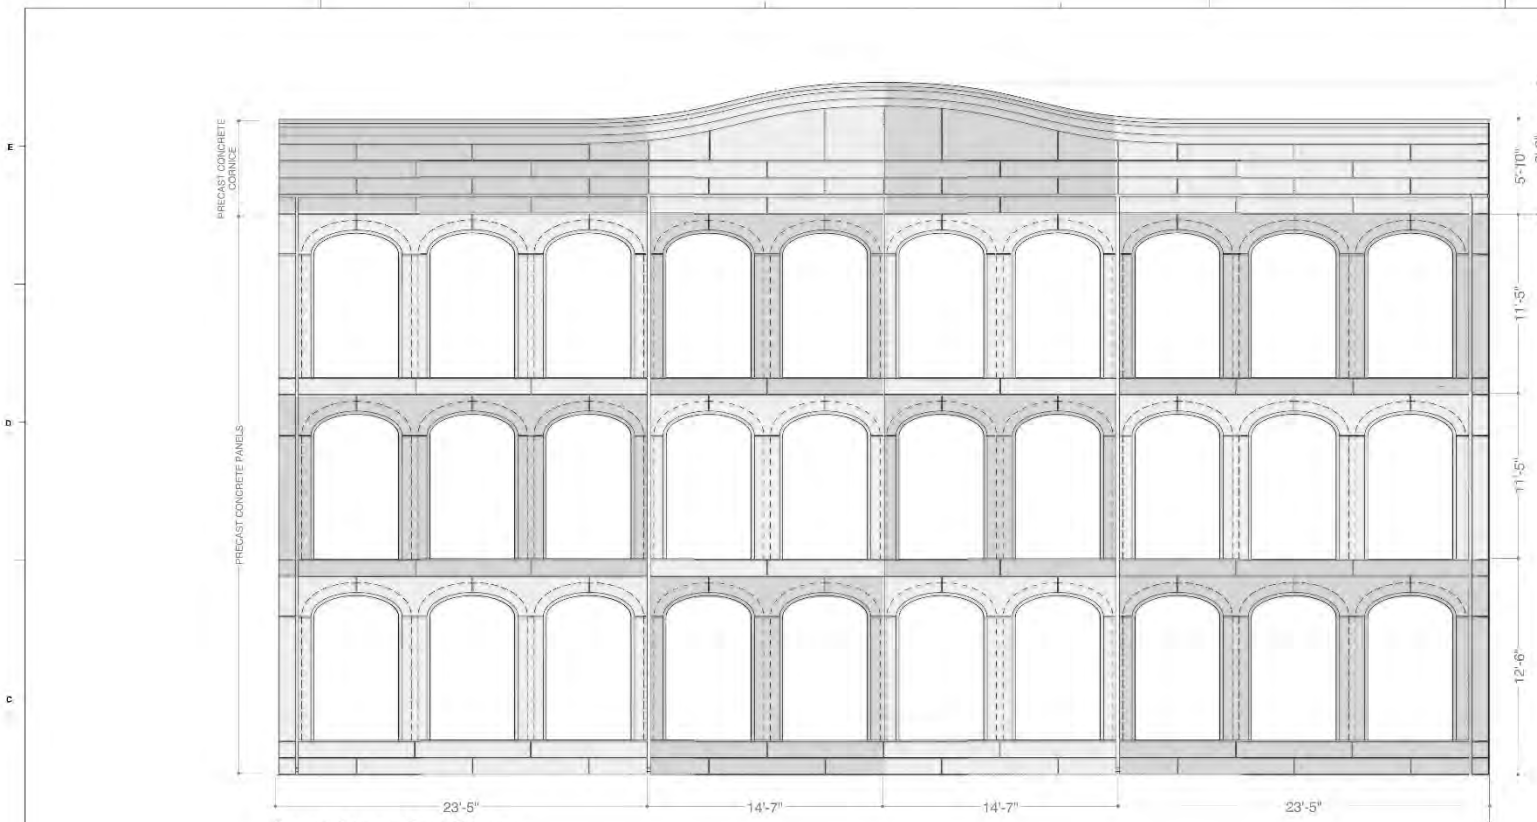 E
PRECAST CONCRETE
CORNICE
5'-10"
11'-5"
D
PRECAST CONCRETE PANELS
11'-5"
C
12'-6"
23'-5"
14'-7"
14'-7"
23'-5"